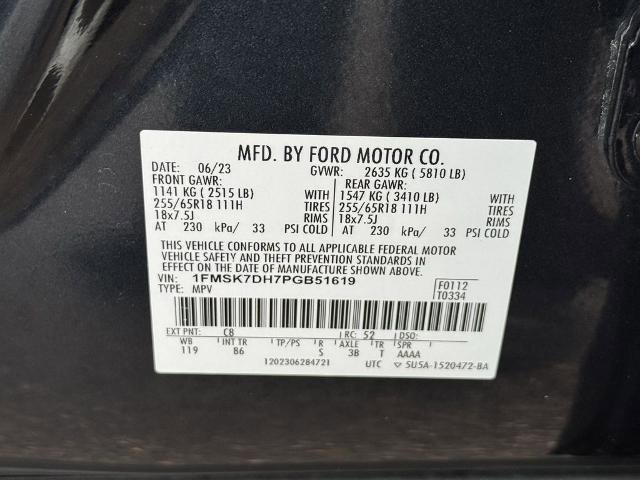 MFD. BY FORD MOTOR CO.
DATE: 06/23 GVWR: 2635 KG ( 5810 LB)
FRONT GAWR: REAR GAWR:
1141 KG ( 2515 LB) WITH 1547 KG ( 3410 LB) WITH
255/65R18 111H TIRES 255/65R18 111H TIRES
18x7.5J RIMS 18x7.5J RIMS
AT 230 kPa/ 33 PSI COLD AT 230 kPa/ 33 PSI COLD
THIS VEHICLE CONFORMS TO ALL APPLICABLE FEDERAL MOTOR
VEHICLE SAFETY AND THEFT PREVENTION STANDARDS IN
EFFECT ON THE DATE OF MANUFACTURE SHOWN ABOVE.
VIN: 1FMSK7DH7PGB51619 F0112
TYPE: MPV T0334
EXT PNT: C8 RC: 52 DSO:
WB INT TR TP/PS R AXLE TR SPR
119 86 S 3B T AAAA
1202306284721 UTC ▽ 5U5A-1520472-BA